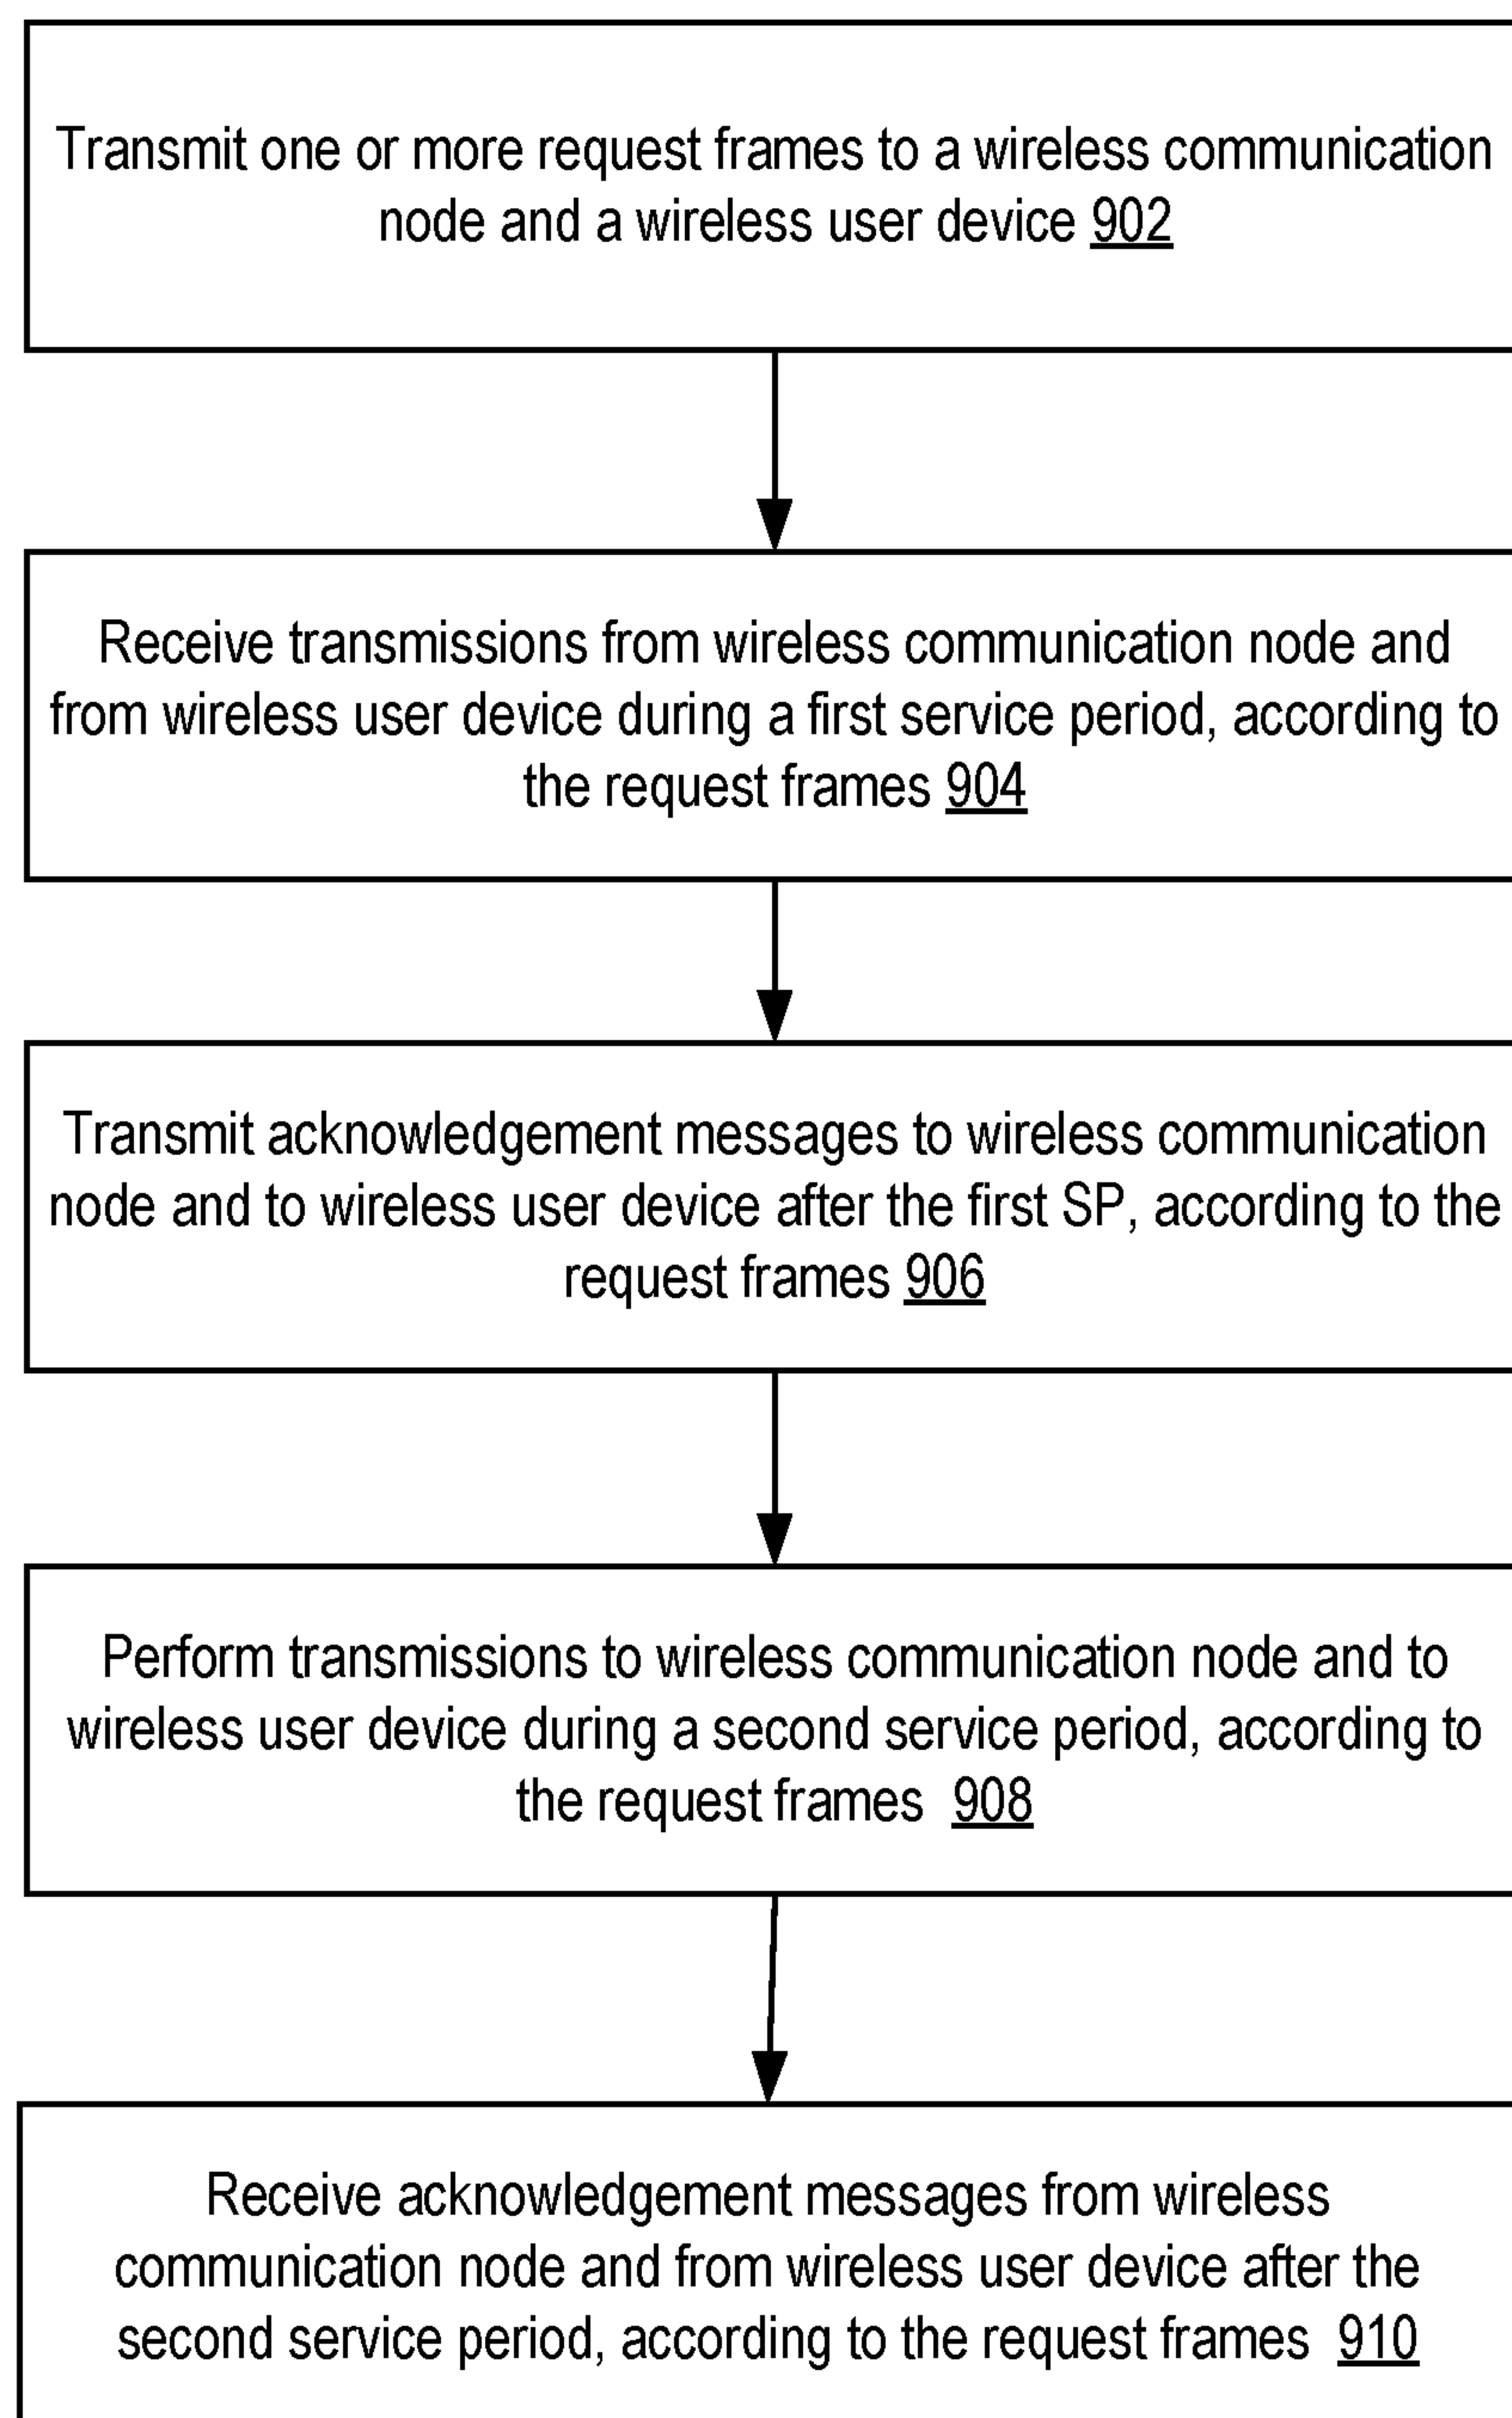 Transmit one or more request frames to a wireless communication
node and a wireless user device 902
Receive transmissions from wireless communication node and
from wireless user device during a first service period, according to
the request frames 904
Transmit acknowledgement messages to wireless communication
node and to wireless user device after the first SP, according to the
request frames 906
Perform transmissions to wireless communication node and to
wireless user device during a second service period, according to
the request frames 908
Receive acknowledgement messages from wireless
communication node and from wireless user device after the
second service period, according to the request frames 910